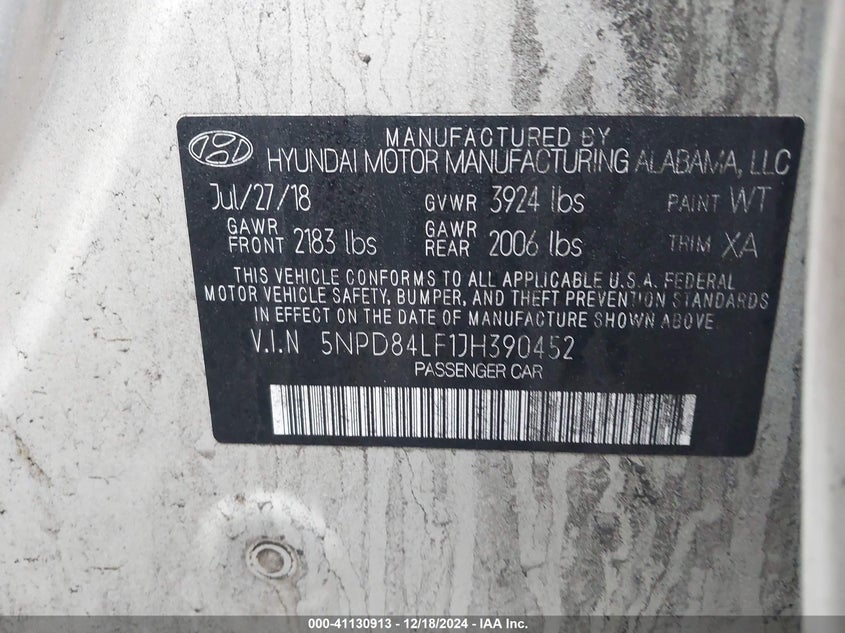 MANUFACTURED BY
HYUNDAI MOTOR MANUFACTURING ALABAMA, LLC
Jul/27/18 GVWR 3924 lbs PAINT WT
GAWR FRONT 2183 lbs GAWR REAR 2006 lbs TRIM XA
THIS VEHICLE CONFORMS TO ALL APPLICABLE U.S.A. FEDERAL
MOTOR VEHICLE SAFETY, BUMPER, AND THEFT PREVENTION STANDARDS
IN EFFECT ON THE DATE OF MANUFACTURE SHOWN ABOVE.
V.I.N 5NPD84LF1JH390452
PASSENGER CAR
000-41130913 - 12/18/2024 - IAA Inc.